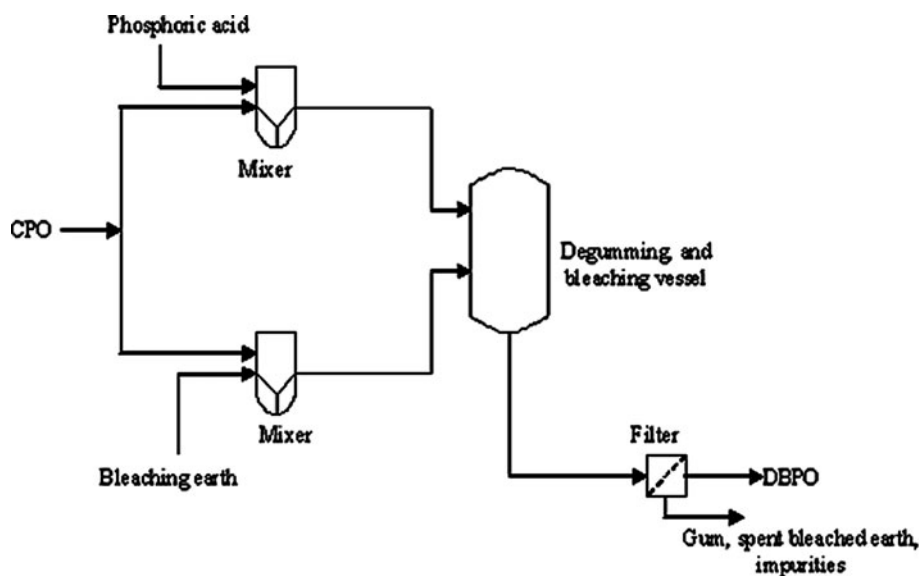 Phosphoric acid
Mixer
CPO
Degumming, and
bleaching vessel
Mixer
Bleaching earth
Filter
DBPO
Gum, spent bleached earth,
impurities